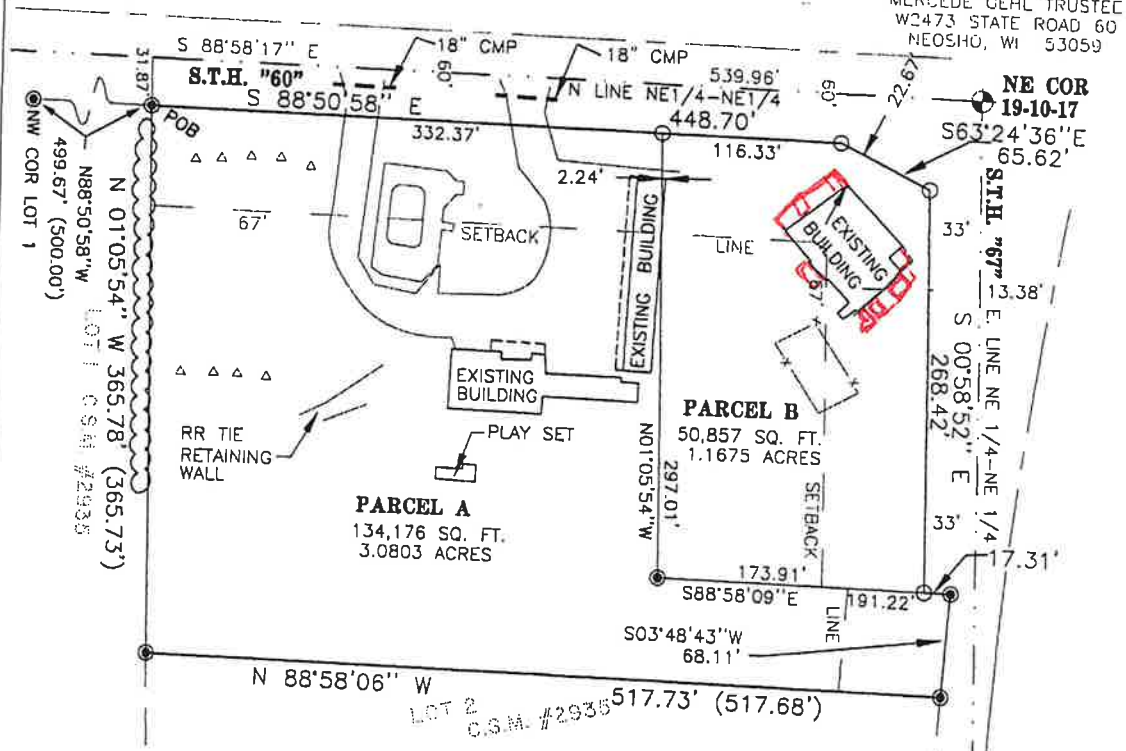 MERCEDE GEHL TRUSTEE
W2473 STATE ROAD 60
NEOSHO, WI 53059
S 88°58'17" E
31.87'
S.T.H. "60"
18" CMP
60'
18" CMP
539.96'
N LINE NE1/4-NE1/4
60'
22.67'
NE COR
19-10-17
S 88°50'58" E
448.70'
332.37'
116.33'
S63°24'36"E
65.62'
POB
NW COR LOT 1
N88°50'58"W
499.67' (500.00')
N 01°05'54" W 365.78' (365.73')
LOT 1 C.S.M. #2935
67'
SETBACK
2.24'
EXISTING BUILDING
LINE
EXISTING
BUILDING
67'
33'
S.T.H. "67"
13.38'
E. LINE NE 1/4-NE 1/4
S 00°58'52" E
268.42'
33'
EXISTING
BUILDING
PLAY SET
RR TIE
RETAINING
WALL
PARCEL A
134,176 SQ. FT.
3.0803 ACRES
N01°05'54"W
297.01'
PARCEL B
50,857 SQ. FT.
1.1675 ACRES
SETBACK
LINE
173.91'
S88°58'09"E
191.22'
17.31'
S03°48'43"W
68.11'
N 88°58'06" W
517.73' (517.68')
LOT 2
C.S.M. #2935